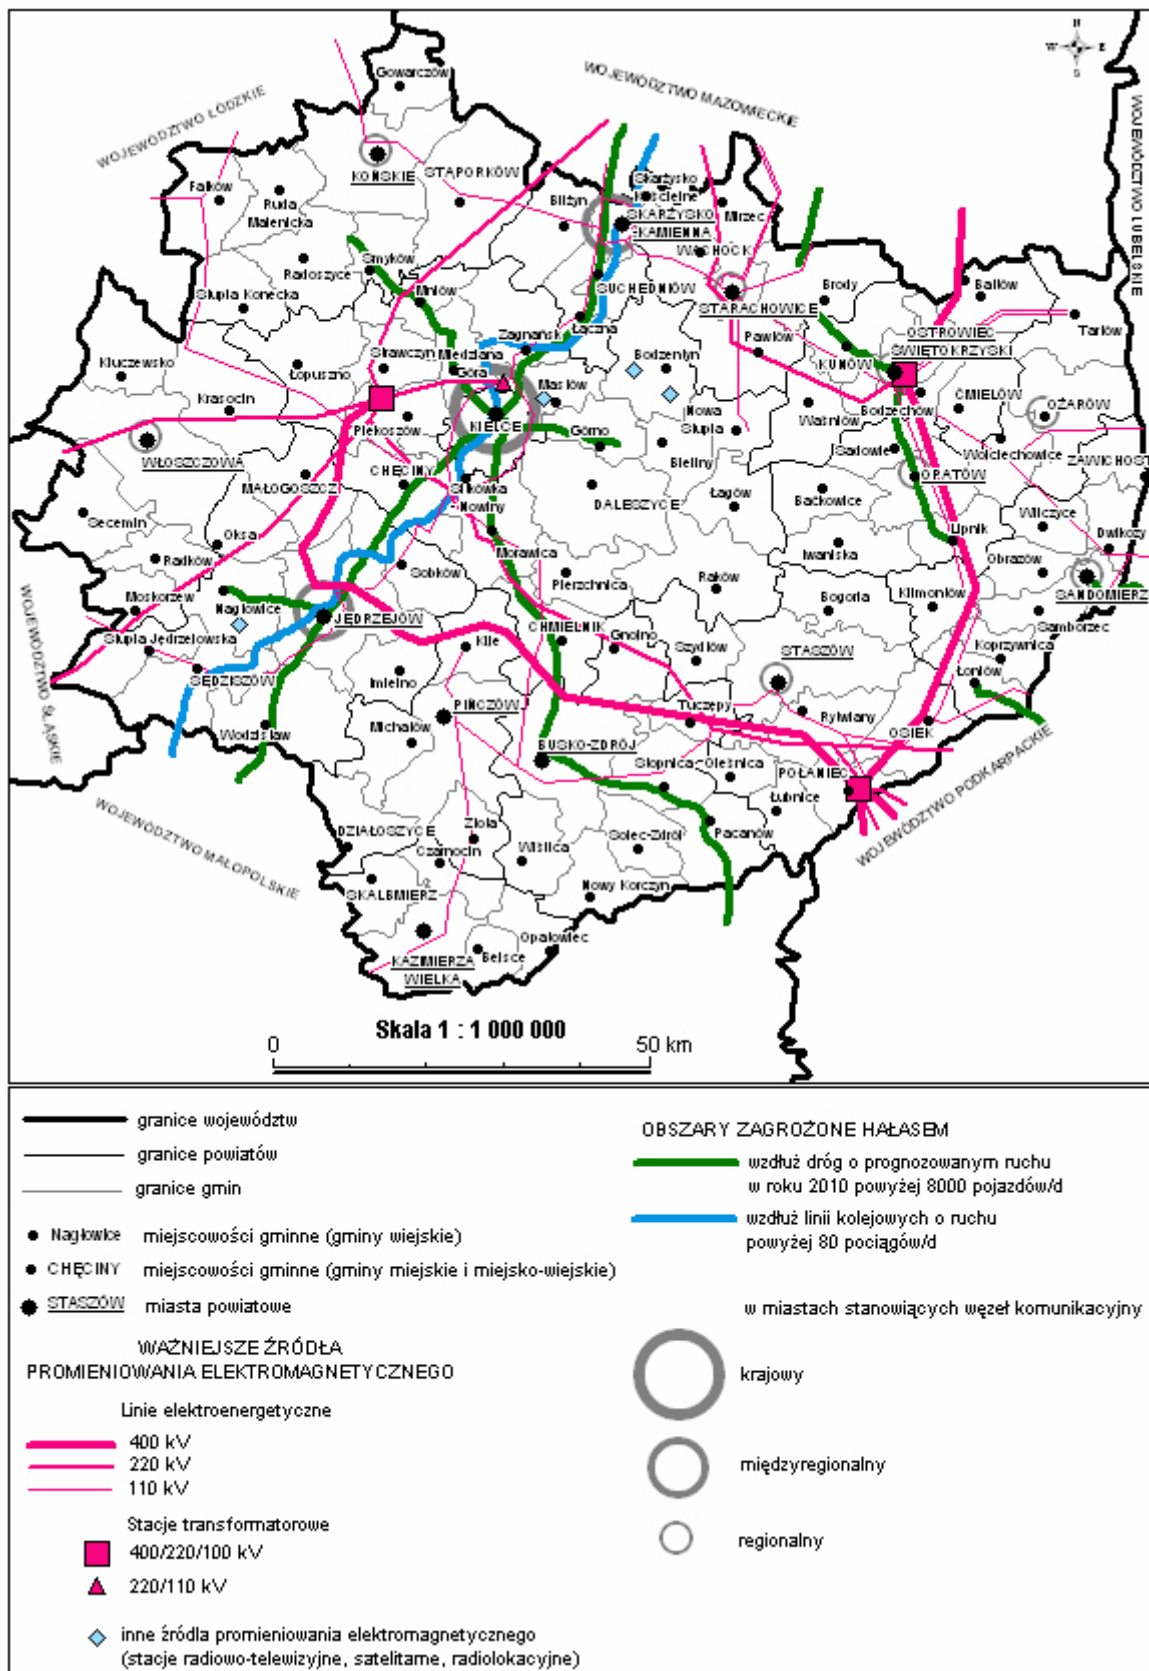 N
W E
S
WOJEWÓDZTWO ŁÓDZKIE
WOJEWÓDZTWO MAZOWIECKIE
WOJEWÓDZTWO LUBELSKIE
Gowarczów
KOŃSKIE
STAPORKÓW
Fałków
Ruda
Malenicka
Radoszyce
Słupia Konecka
Smyków
Mniów
Bliżyn
Skarżysko
Kościelne
SKARŻYSKO
KAMIENNA
Mirzec
WĄCHOCK
SUCHEDNIÓW
STARACHOWICE
Brody
Bałtów
Tarłów
Łączna
Zagnańsk
Pawłów
KUNÓW
OSTROWIEC
ŚWIĘTOKRZYSKI
Kluczewsko
Łopuszno
Strawczyn
Miedziana
Góra
Masłów
Bodzentyn
Krasocin
Piekoszów
KIELCE
Nowa
Słupia
Waśniów
Bodzechów
ĆMIELÓW
OŻARÓW
WŁOSZCZOWA
CHĘCINY
Górno
Bieliny
Sadowie
Wojciechowice
ZAWICHOST
MAŁOGOSZCZ
Sitkówka
Nowiny
DALESZYCE
Łagów
Baćkowice
OPATÓW
Secemin
Oksa
Radków
Morawica
Iwaniska
Lipnik
Wilczyce
Dwikozy
Obrazów
Moskorzew
Nagłowice
Sobków
Pierzchnica
Raków
Bogoria
Klimontów
SANDOMIERZ
JĘDRZEJÓW
Samborzec
Słupia Jędrzejowska
Kije
CHMIELNIK
Gnojno
Szydłów
STASZÓW
Koprzywnica
SĘDZISZÓW
Imielno
Łoniów
WOJEWÓDZTWO ŚLĄSKIE
Michałów
PIŃCZÓW
Tuczępy
Rytwiany
OSIEK
Wodzisław
BUSKO-ZDRÓJ
Stopnica
Oleśnica
POŁANIEC
Łubnice
WOJEWÓDZTWO PODKARPACKIE
WOJEWÓDZTWO MAŁOPOLSKIE
DZIAŁOSZYCE
Złota
Czarnocin
Wiślica
Solec-Zdrój
Pacanów
SKALBMIERZ
Nowy Korczyn
KAZIMIERZA
WIELKA
Bejsce
Opatowiec
Skala 1 : 1 000 000
0 50 km
granice województw
granice powiatów
granice gmin
Nagłowice miejscowości gminne (gminy wiejskie)
CHĘCINY miejscowości gminne (gminy miejskie i miejsko-wiejskie)
STASZÓW miasta powiatowe
WAŻNIEJSZE ŹRÓDŁA
PROMIENIOWANIA ELEKTROMAGNETYCZNEGO
Linie elektroenergetyczne
400 kV
220 kV
110 kV
Stacje transformatorowe
400/220/100 kV
220/110 kV
inne źródła promieniowania elektromagnetycznego
(stacje radiowo-telewizyjne, satelitarne, radiolokacyjne)
OBSZARY ZAGROŻONE HAŁASEM
wzdłuż dróg o prognozowanym ruchu
w roku 2010 powyżej 8000 pojazdów/d
wzdłuż linii kolejowych o ruchu
powyżej 80 pociągów/d
w miastach stanowiących węzeł komunikacyjny
krajowy
międzyregionalny
regionalny